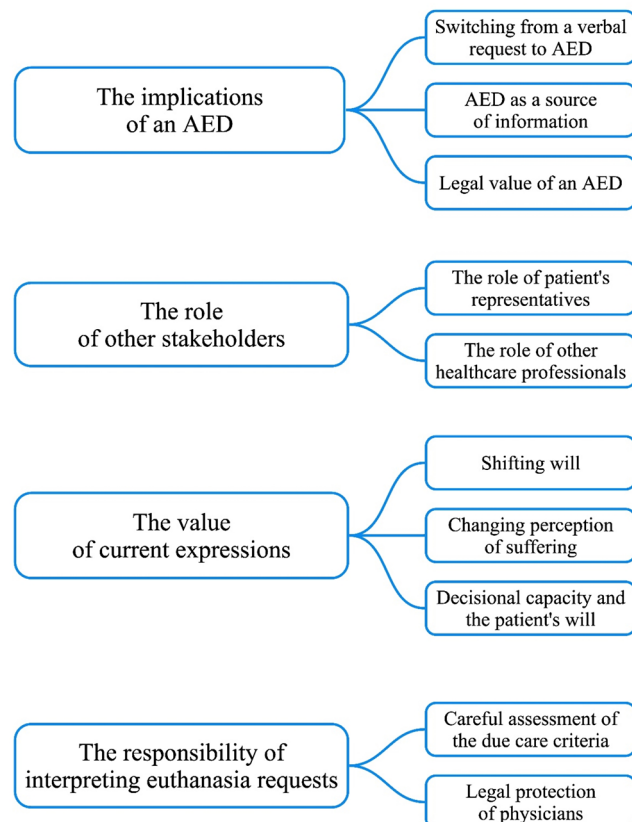 The implications
of an AED
Switching from a verbal
request to AED
AED as a source
of information
Legal value of an AED
The role
of other stakeholders
The role of patient's
representatives
The role of other
healthcare professionals
The value
of current expressions
Shifting will
Changing perception
of suffering
Decisional capacity and
the patient's will
The responsibility of
interpreting euthanasia requests
Careful assessment of
the due care criteria
Legal protection
of physicians